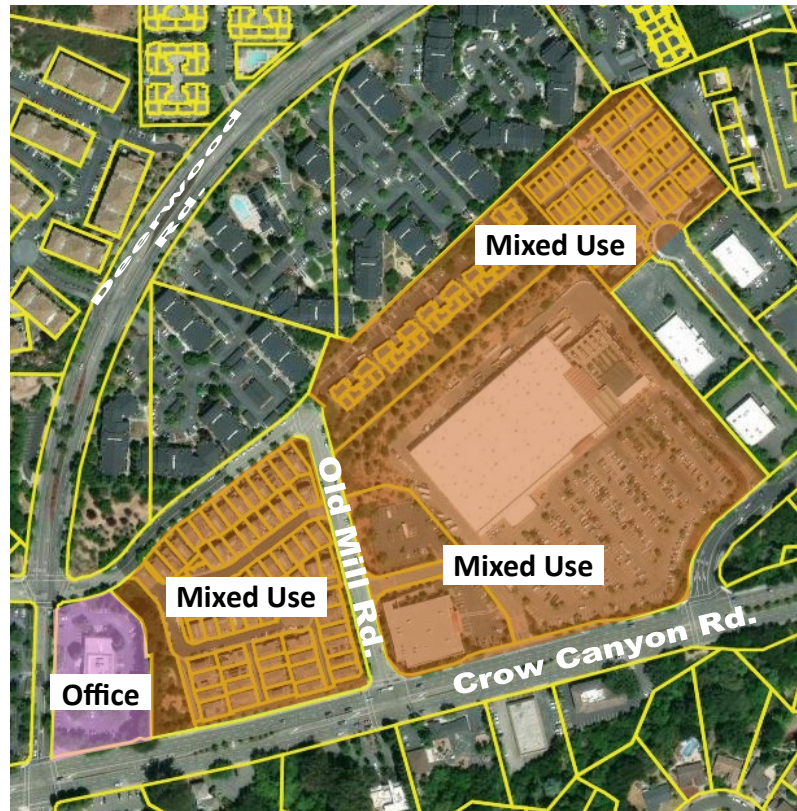 Deerwood
Rd.
Mixed Use
Old Mill Rd.
Mixed Use
Mixed Use
Crow Canyon Rd.
Office